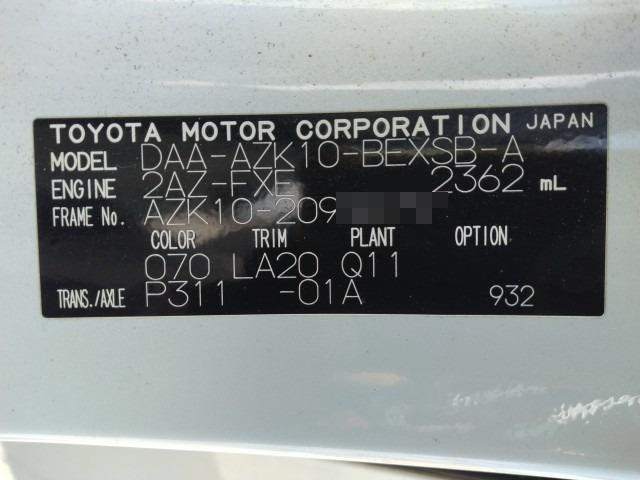 TOYOTA MOTOR CORPORATION JAPAN
MODEL DAA-AZK10-BEXSB-A
ENGINE 2AZ-FXE 2362 mL
FRAME No. AZK10-209
COLOR TRIM PLANT OPTION
070 LA20 Q11
TRANS./AXLE P311 -01A 932